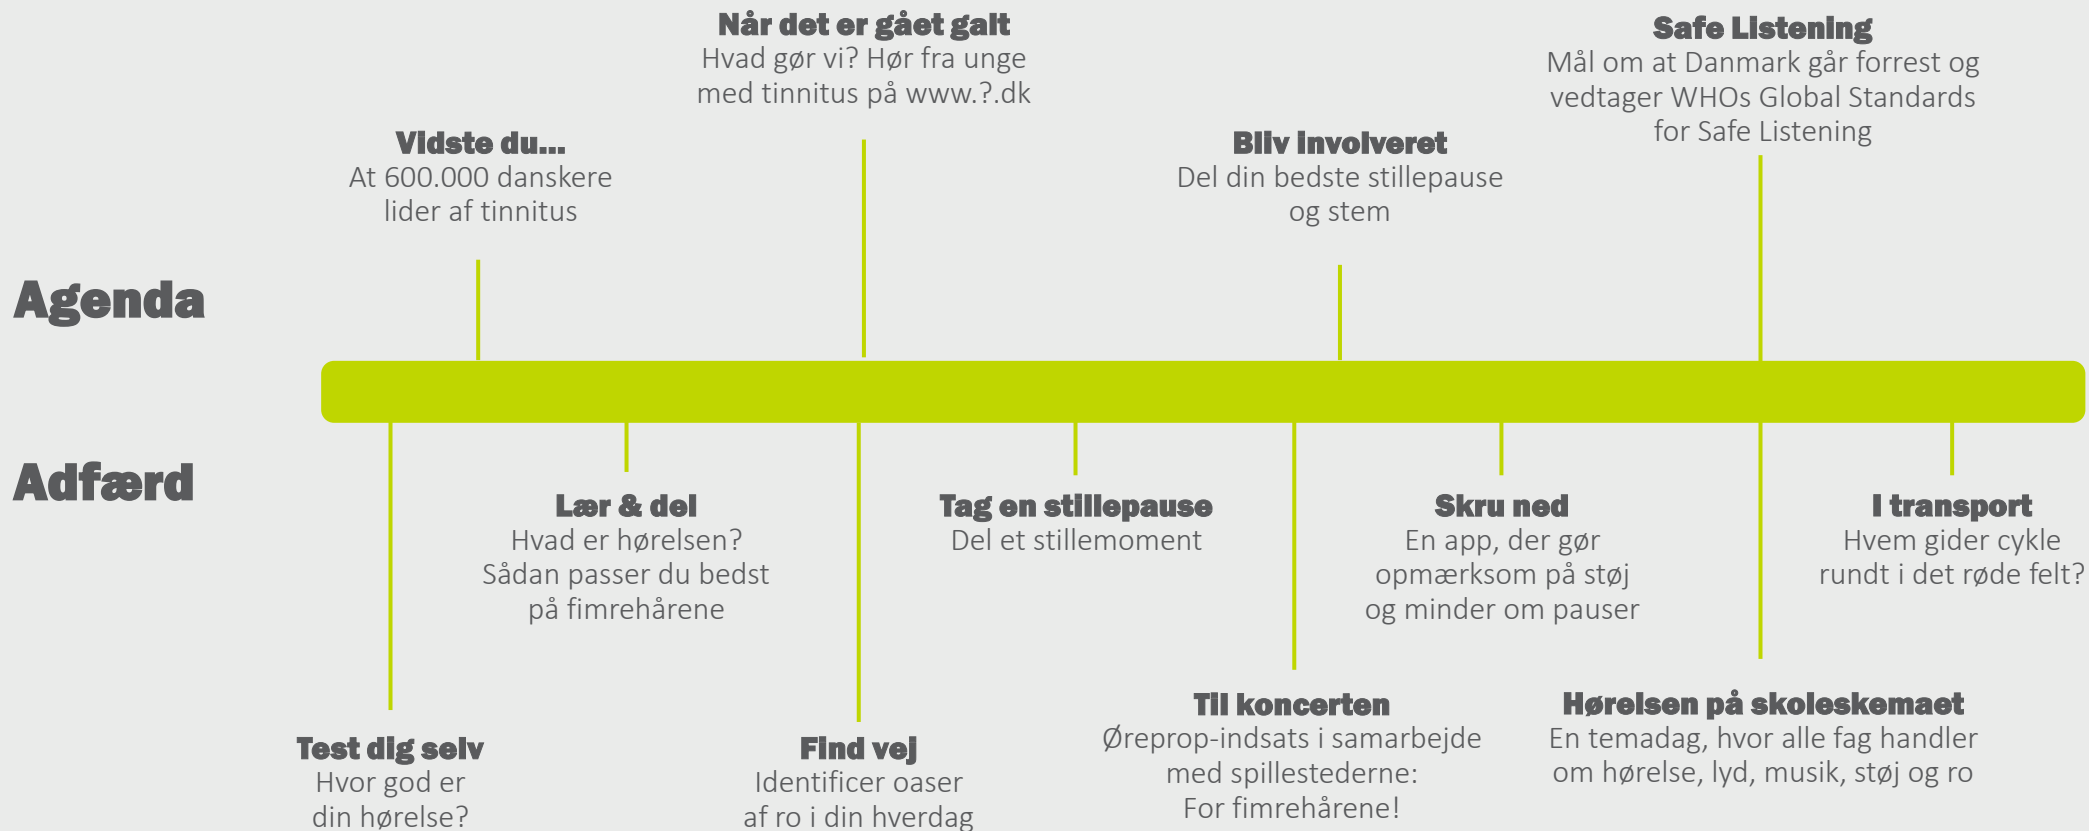 Når det er gået galt
Hvad gør vi? Hør fra unge
med tinnitus på www.?.dk
Safe Listening
Mål om at Danmark går forrest og
vedtager WHOs Global Standards
for Safe Listening
Vidste du...
At 600.000 danskere
lider af tinnitus
Bliv involveret
Del din bedste stillepause
og stem
Agenda
Adfærd
Lær & del
Hvad er hørelsen?
Sådan passer du bedst
på fimrehårene
Tag en stillepause
Del et stillemoment
Skru ned
En app, der gør
opmærksom på støj
og minder om pauser
I transport
Hvem gider cykle
rundt i det røde felt?
Test dig selv
Hvor god er
din hørelse?
Find vej
Identificer oaser
af ro i din hverdag
Til koncerten
Øreprop-indsats i samarbejde
med spillestederne:
For fimrehårene!
Hørelsen på skoleskemaet
En temadag, hvor alle fag handler
om hørelse, lyd, musik, støj og ro